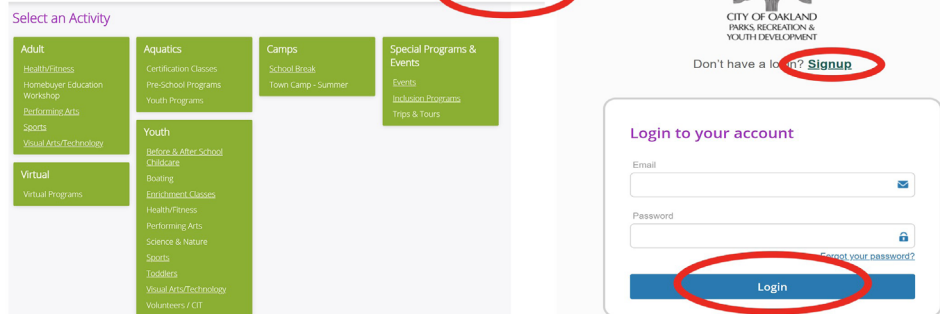 Select an Activity
Adult
Health/Fitness
Homebuyer Education
Workshop
Performing Arts
Sports
Visual Arts/Technology
Virtual
Virtual Programs
Aquatics
Certification Classes
Pre-School Programs
Youth Programs
Youth
Before & After School
Childcare
Boating
Enrichment Classes
Health/Fitness
Performing Arts
Science & Nature
Sports
Toddlers
Visual Arts/Technology
Volunteers / CIT
Camps
School Break
Town Camp - Summer
Special Programs &
Events
Events
Inclusion Programs
Trips & Tours
CITY OF OAKLAND
PARKS, RECREATION &
YOUTH DEVELOPMENT
Don't have a login? Signup
Login to your account
Email
Password
Forgot your password?
Login